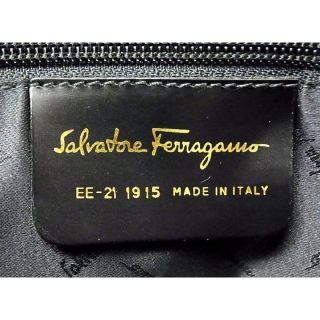 Salvatore Ferragamo
EE-21 1915 MADE IN ITALY